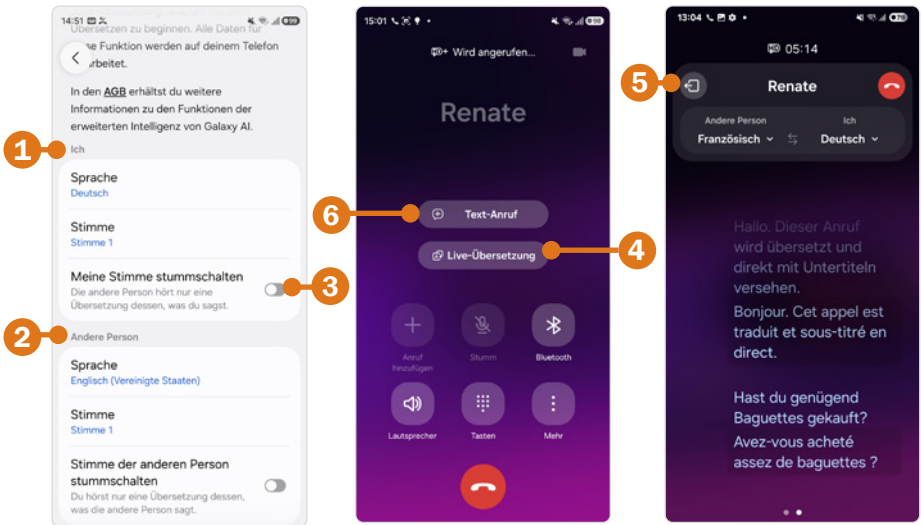 14:51
Übersetzen zu beginnen. Alle Daten für
se Funktion werden auf deinem Telefon
rbeitet.
In den AGB erhältst du weitere
Informationen zu den Funktionen der
erweiterten Intelligenz von Galaxy AI.
1
Ich
Sprache
Deutsch
Stimme
Stimme 1
Meine Stimme stummschalten
Die andere Person hört nur eine
Übersetzung dessen, was du sagst.
3
2
Andere Person
Sprache
Englisch (Vereinigte Staaten)
Stimme
Stimme 1
Stimme der anderen Person
stummschalten
Du hörst nur eine Übersetzung dessen,
was die andere Person sagt.
15:01
Wird angerufen...
Renate
6
Text-Anruf
Live-Übersetzung
4
Anruf
hinzufügen
Stumm
Bluetooth
Lautsprecher
Tasten
Mehr
13:04
05:14
5
Renate
Andere Person
Ich
Französisch
Deutsch
Hallo. Dieser Anruf
wird übersetzt und
direkt mit Untertiteln
versehen.
Bonjour. Cet appel est
traduit et sous-titré en
direct.
Hast du genügend
Baguettes gekauft?
Avez-vous acheté
assez de baguettes ?